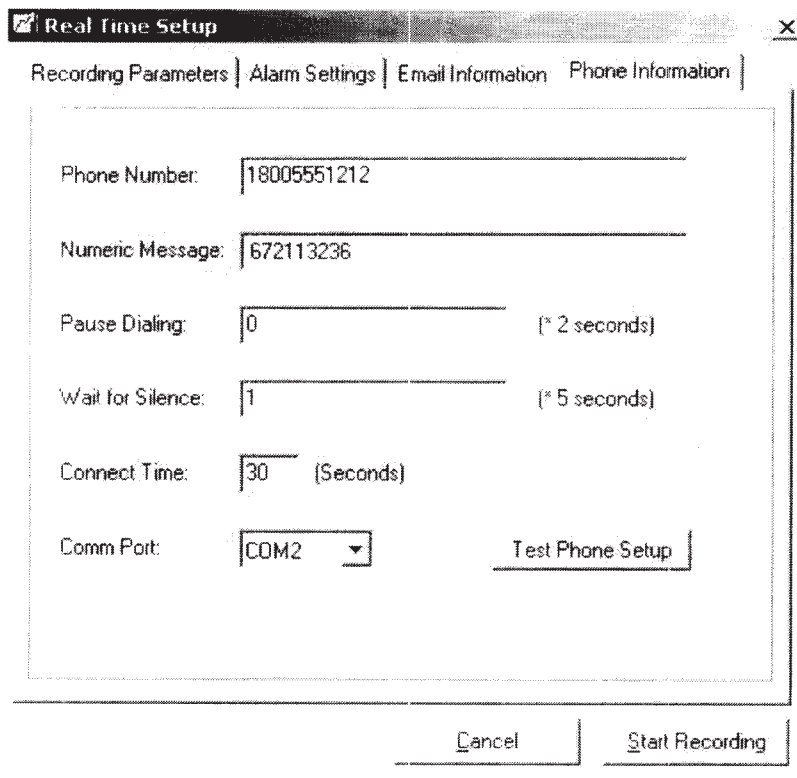 Real Time Setup
Recording Parameters
Alarm Settings
Email Information
Phone Information
Phone Number: 18005551212
Numeric Message: 672113236
Pause Dialing: 0 (* 2 seconds)
Wait for Silence: 1 (* 5 seconds)
Connect Time: 30 (Seconds)
Comm Port: COM2
Test Phone Setup
Cancel
Start Recording